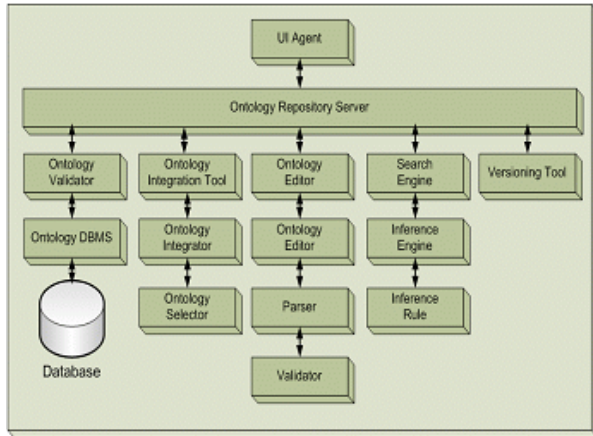 UI Agent
Ontology Repository Server
Ontology
Validator
Ontology
Integration Tool
Ontology
Editor
Search
Engine
Versioning Tool
Ontology DBMS
Ontology
Integrator
Ontology
Editor
Inference
Engine
Ontology
Selector
Parser
Inference
Rule
Database
Validator